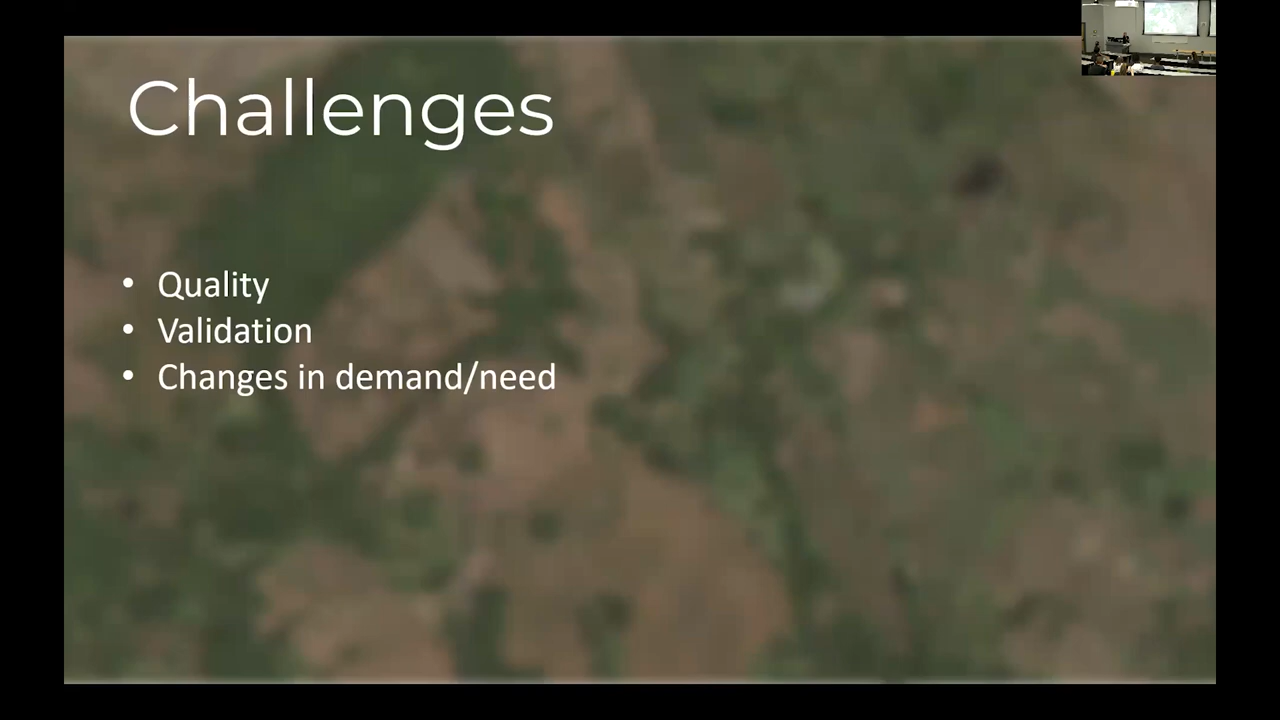 Challenges
• Quality
• Validation
• Changes in demand/need